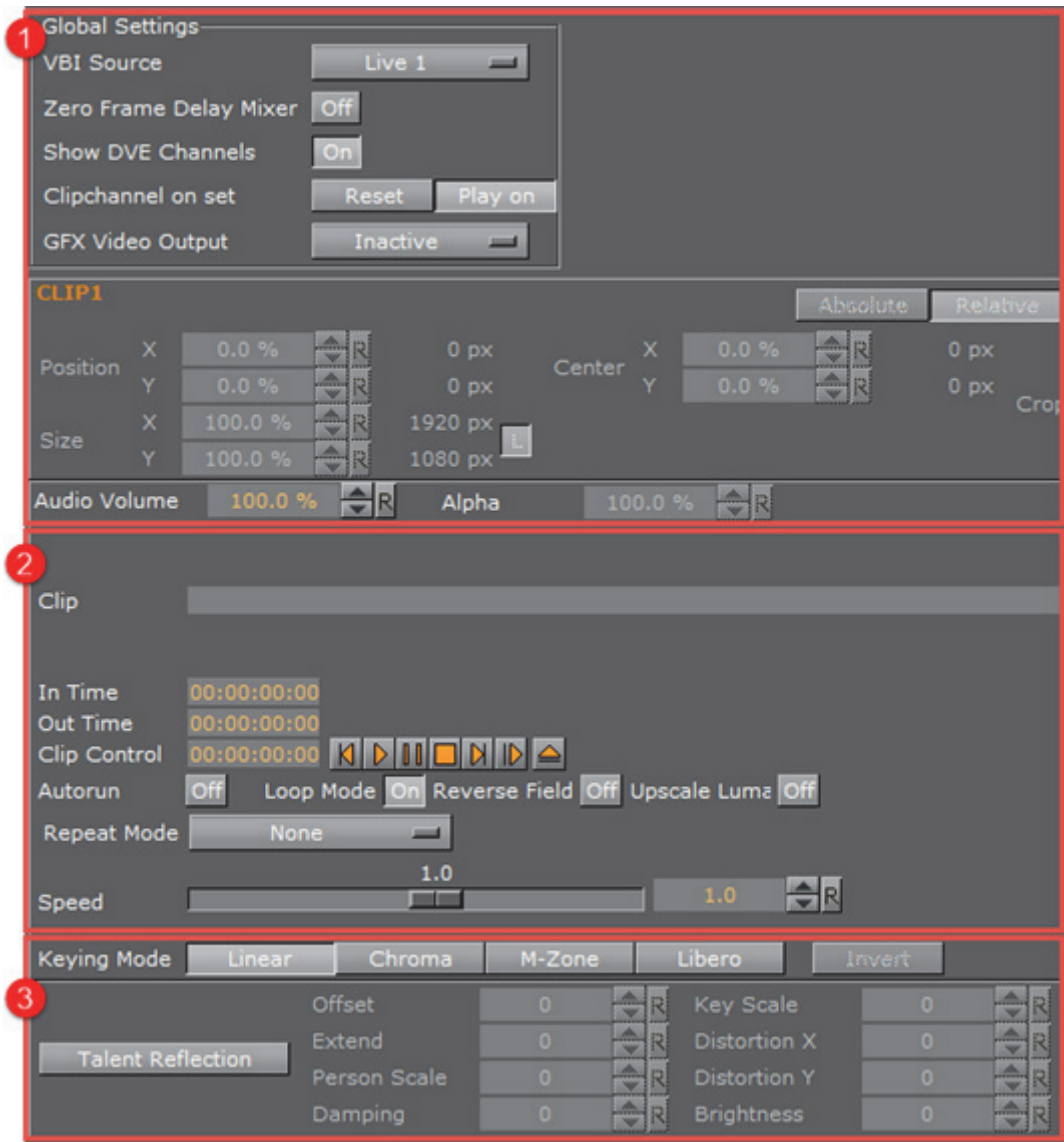 1
Global Settings
VBI Source Live 1
Zero Frame Delay Mixer Off
Show DVE Channels On
Clipchannel on set Reset Play on
GFX Video Output Inactive
CLIP1
Absolute Relative
Position X 0.0 % R 0 px Center X 0.0 % R 0 px
Y 0.0 % R 0 px Y 0.0 % R 0 px
Crop
Size X 100.0 % R 1920 px L
Y 100.0 % R 1080 px
Audio Volume 100.0 % R Alpha 100.0 % R
2
Clip
In Time 00:00:00:00
Out Time 00:00:00:00
Clip Control 00:00:00:00
Autorun Off Loop Mode On Reverse Field Off Upscale Luma Off
Repeat Mode None
1.0
Speed 1.0 R
Keying Mode Linear Chroma M-Zone Libero Invert
3
Talent Reflection
Offset 0 R Key Scale 0 R
Extend 0 R Distortion X 0 R
Person Scale 0 R Distortion Y 0 R
Damping 0 R Brightness 0 R